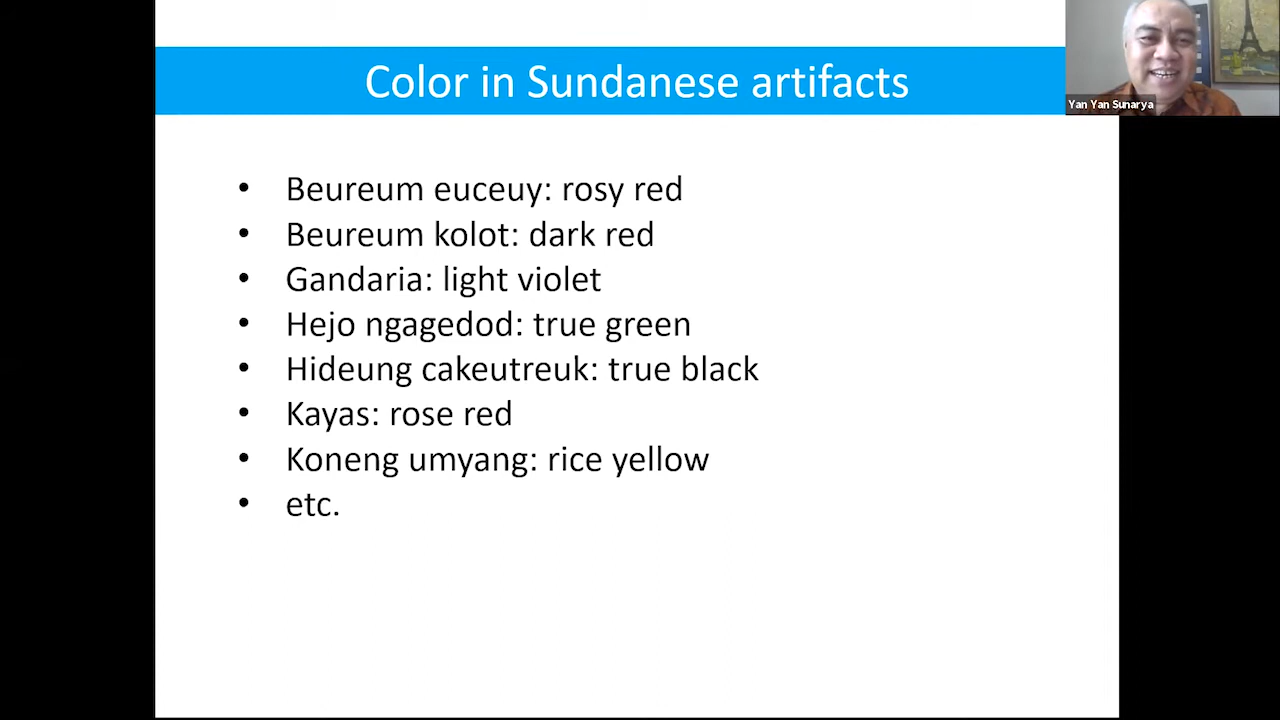 Color in Sundanese artifacts
Yan Yan Sunarya
• Beureum euceuy: rosy red
• Beureum kolot: dark red
• Gandaria: light violet
• Hejo ngagedod: true green
• Hideung cakeutreuk: true black
• Kayas: rose red
• Koneng umyang: rice yellow
• etc.